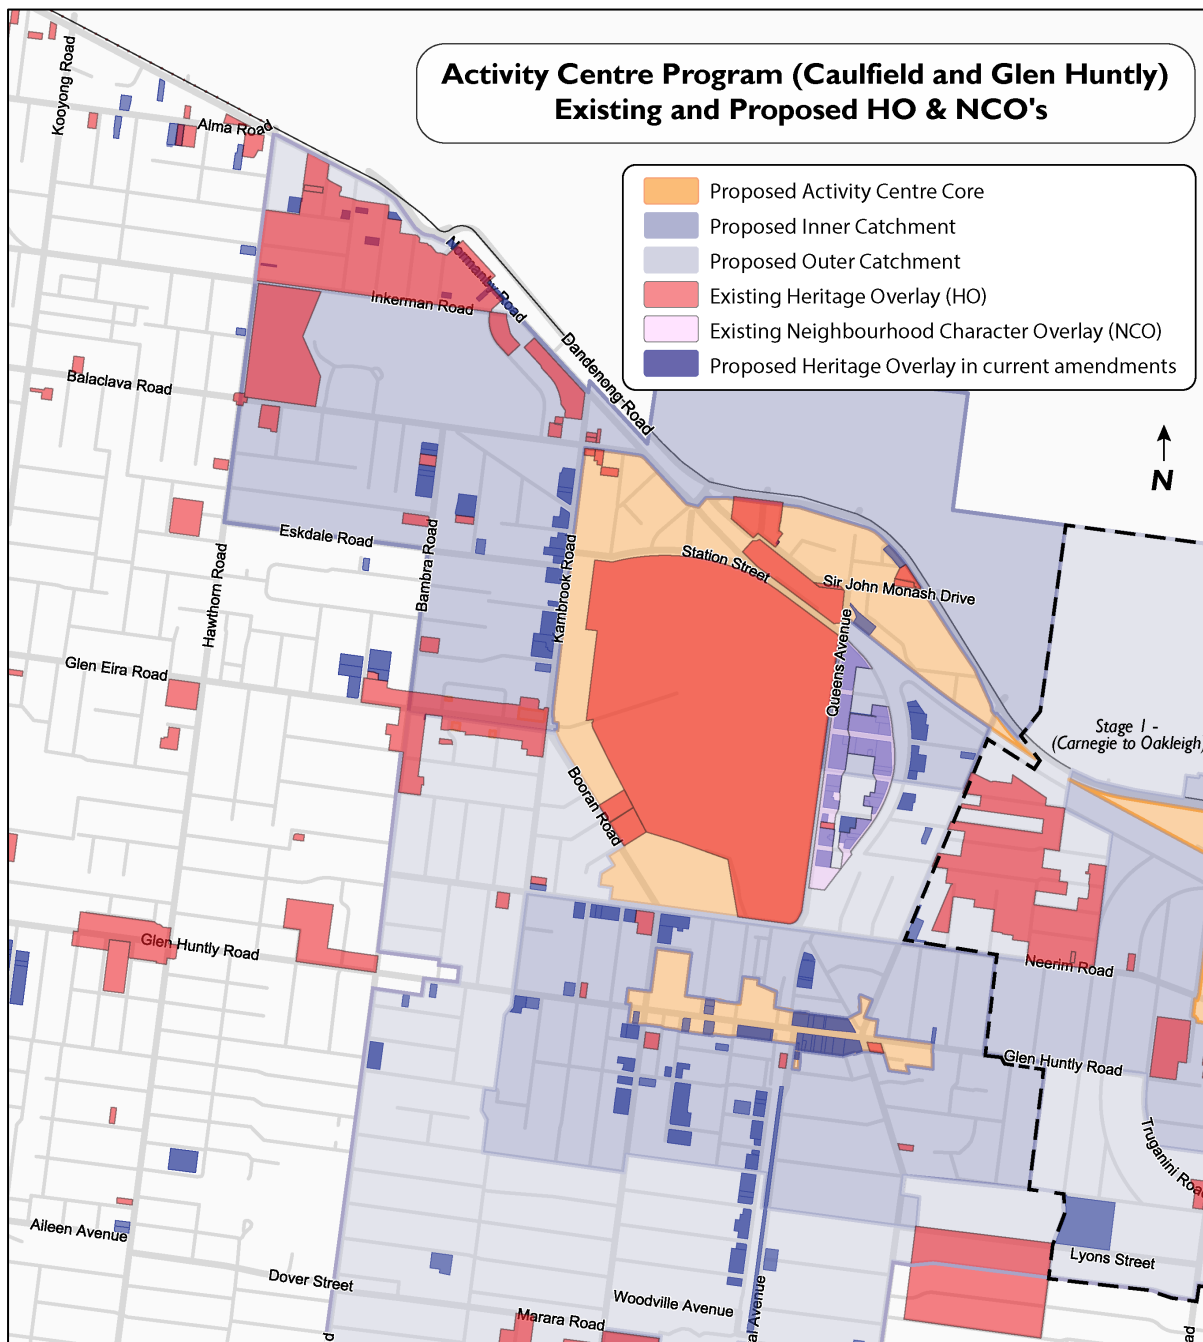 Activity Centre Program (Caulfield and Glen Huntly)
Existing and Proposed HO & NCO's
Proposed Activity Centre Core
Proposed Inner Catchment
Proposed Outer Catchment
Existing Heritage Overlay (HO)
Existing Neighbourhood Character Overlay (NCO)
Proposed Heritage Overlay in current amendments
N
Kooyong Road
Alma Road
Normanby Road
Inkerman Road
Dandenong Road
Balaclava Road
Eskdale Road
Bambra Road
Hawthorn Road
Kambrook Road
Station Street
Sir John Monash Drive
Queens Avenue
Glen Eira Road
Stage 1 -
(Carnegie to Oakleigh)
Booran Road
Glen Huntly Road
Neerim Road
Glen Huntly Road
Truganini Road
Aileen Avenue
Lyons Street
Dover Street
Woodville Avenue
Marara Road
al Avenue
d
ad